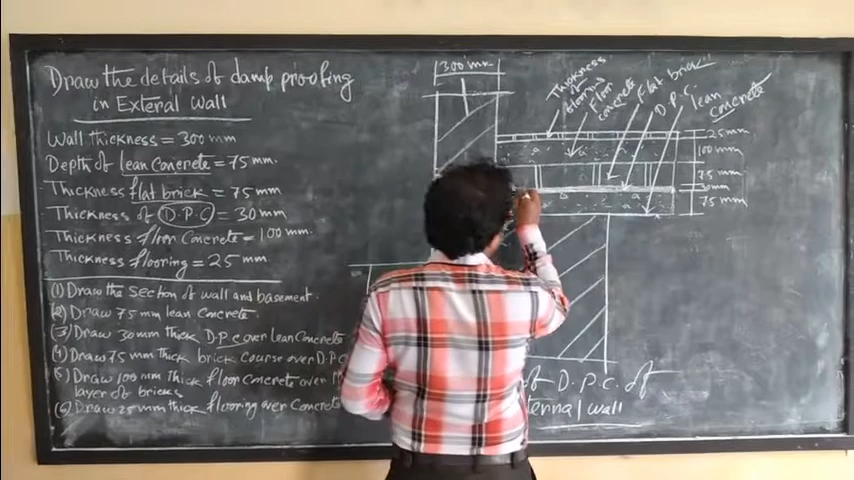 Draw the details of damp proofing
in Exteral wall
Wall thickness = 300 mm
Depth of lean Concrete = 75 mm.
Thickness flat brick = 75 mm
Thickness of D.P.C = 30 mm
Thickness floor Concrete = 100 mm.
Thickness flooring = 25 mm
(1) Draw the section of wall and basement.
(2) Draw 75 mm lean Concrete.
(3) Draw 30 mm thick D.P.C over Lean Concrete
(4) Draw 75 mm thick brick course over D.P.C
(5) Draw 100 mm thick floor Concrete over
layer of bricks
(6) Draw 25 mm thick flooring over Concrete
300 mm
Thickness
of
flooring
Floor
concrete
Flat brick
D.P.C.
lean
concrete
25 mm
100 mm
75 mm
30 mm
75 mm
of D.P.C. of
wall